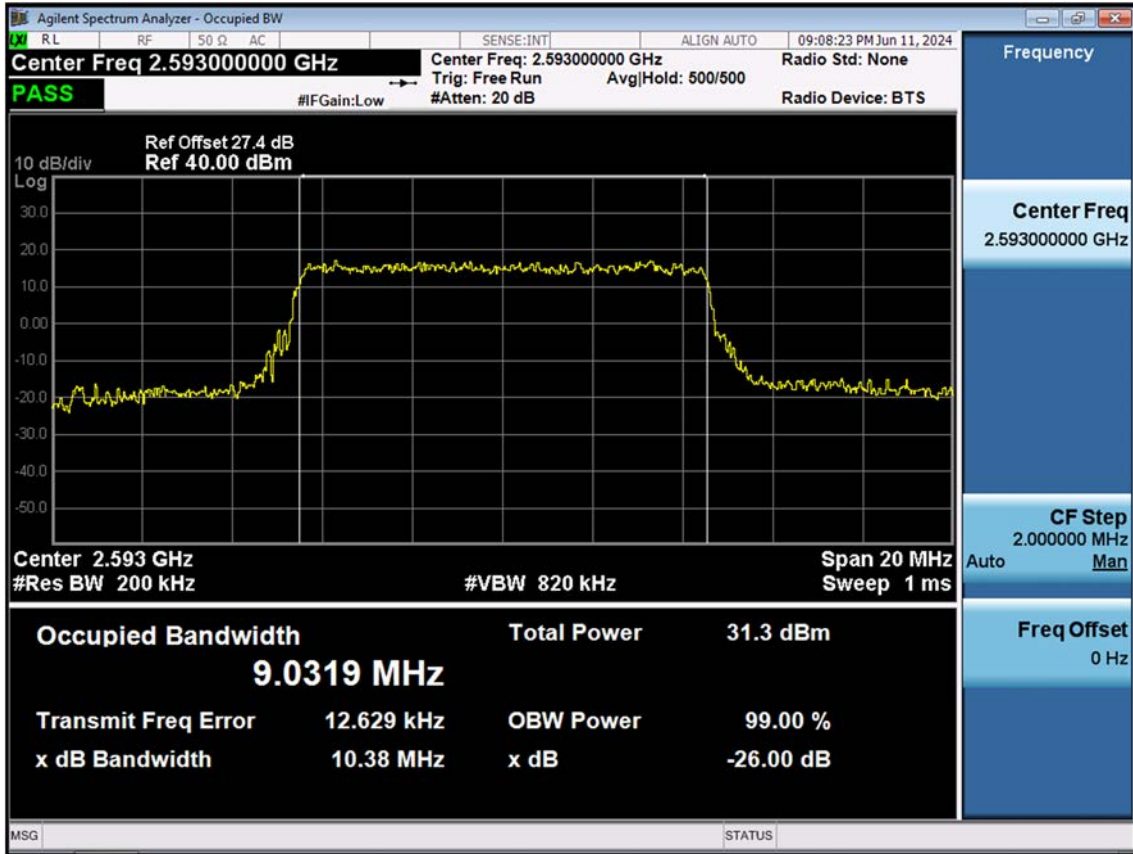 Agilent Spectrum Analyzer - Occupied BW
LXI RL RF 50 Ω AC SENSE:INT ALIGN AUTO 09:08:23 PM Jun 11, 2024
Center Freq 2.593000000 GHz
PASS
#IFGain:Low
Center Freq: 2.593000000 GHz
Trig: Free Run Avg|Hold: 500/500
#Atten: 20 dB
Radio Std: None
Radio Device: BTS
Ref Offset 27.4 dB
10 dB/div Ref 40.00 dBm
Log
30.0
20.0
10.0
0.00
-10.0
-20.0
-30.0
-40.0
-50.0
Center 2.593 GHz Span 20 MHz
#Res BW 200 kHz #VBW 820 kHz Sweep 1 ms
Occupied Bandwidth Total Power 31.3 dBm
9.0319 MHz
Transmit Freq Error 12.629 kHz OBW Power 99.00 %
x dB Bandwidth 10.38 MHz x dB -26.00 dB
MSG STATUS
Frequency
Center Freq
2.593000000 GHz
CF Step
2.000000 MHz
Auto Man
Freq Offset
0 Hz